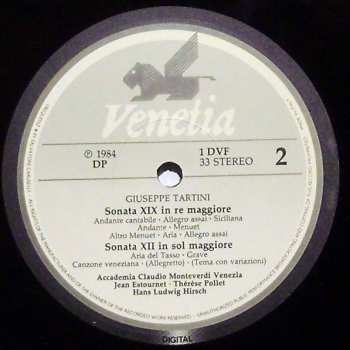 Venetia
℗ 1984
DP
1 DVF
33 STEREO
2
GIUSEPPE TARTINI
Sonata XIX in re maggiore
Andante cantabile - Allegro assai - Siciliana
Andante - Menuet
Altro Menuet - Aria - Allegro assai
Sonata XII in sol maggiore
Aria del Tasso - Grave
Canzone veneziana - (Allegretto) - (Tema con variazioni)
Accademia Claudio Monteverdi Venezia
Jean Estournet - Thérèse Pollet
Hans Ludwig Hirsch
DIGITAL